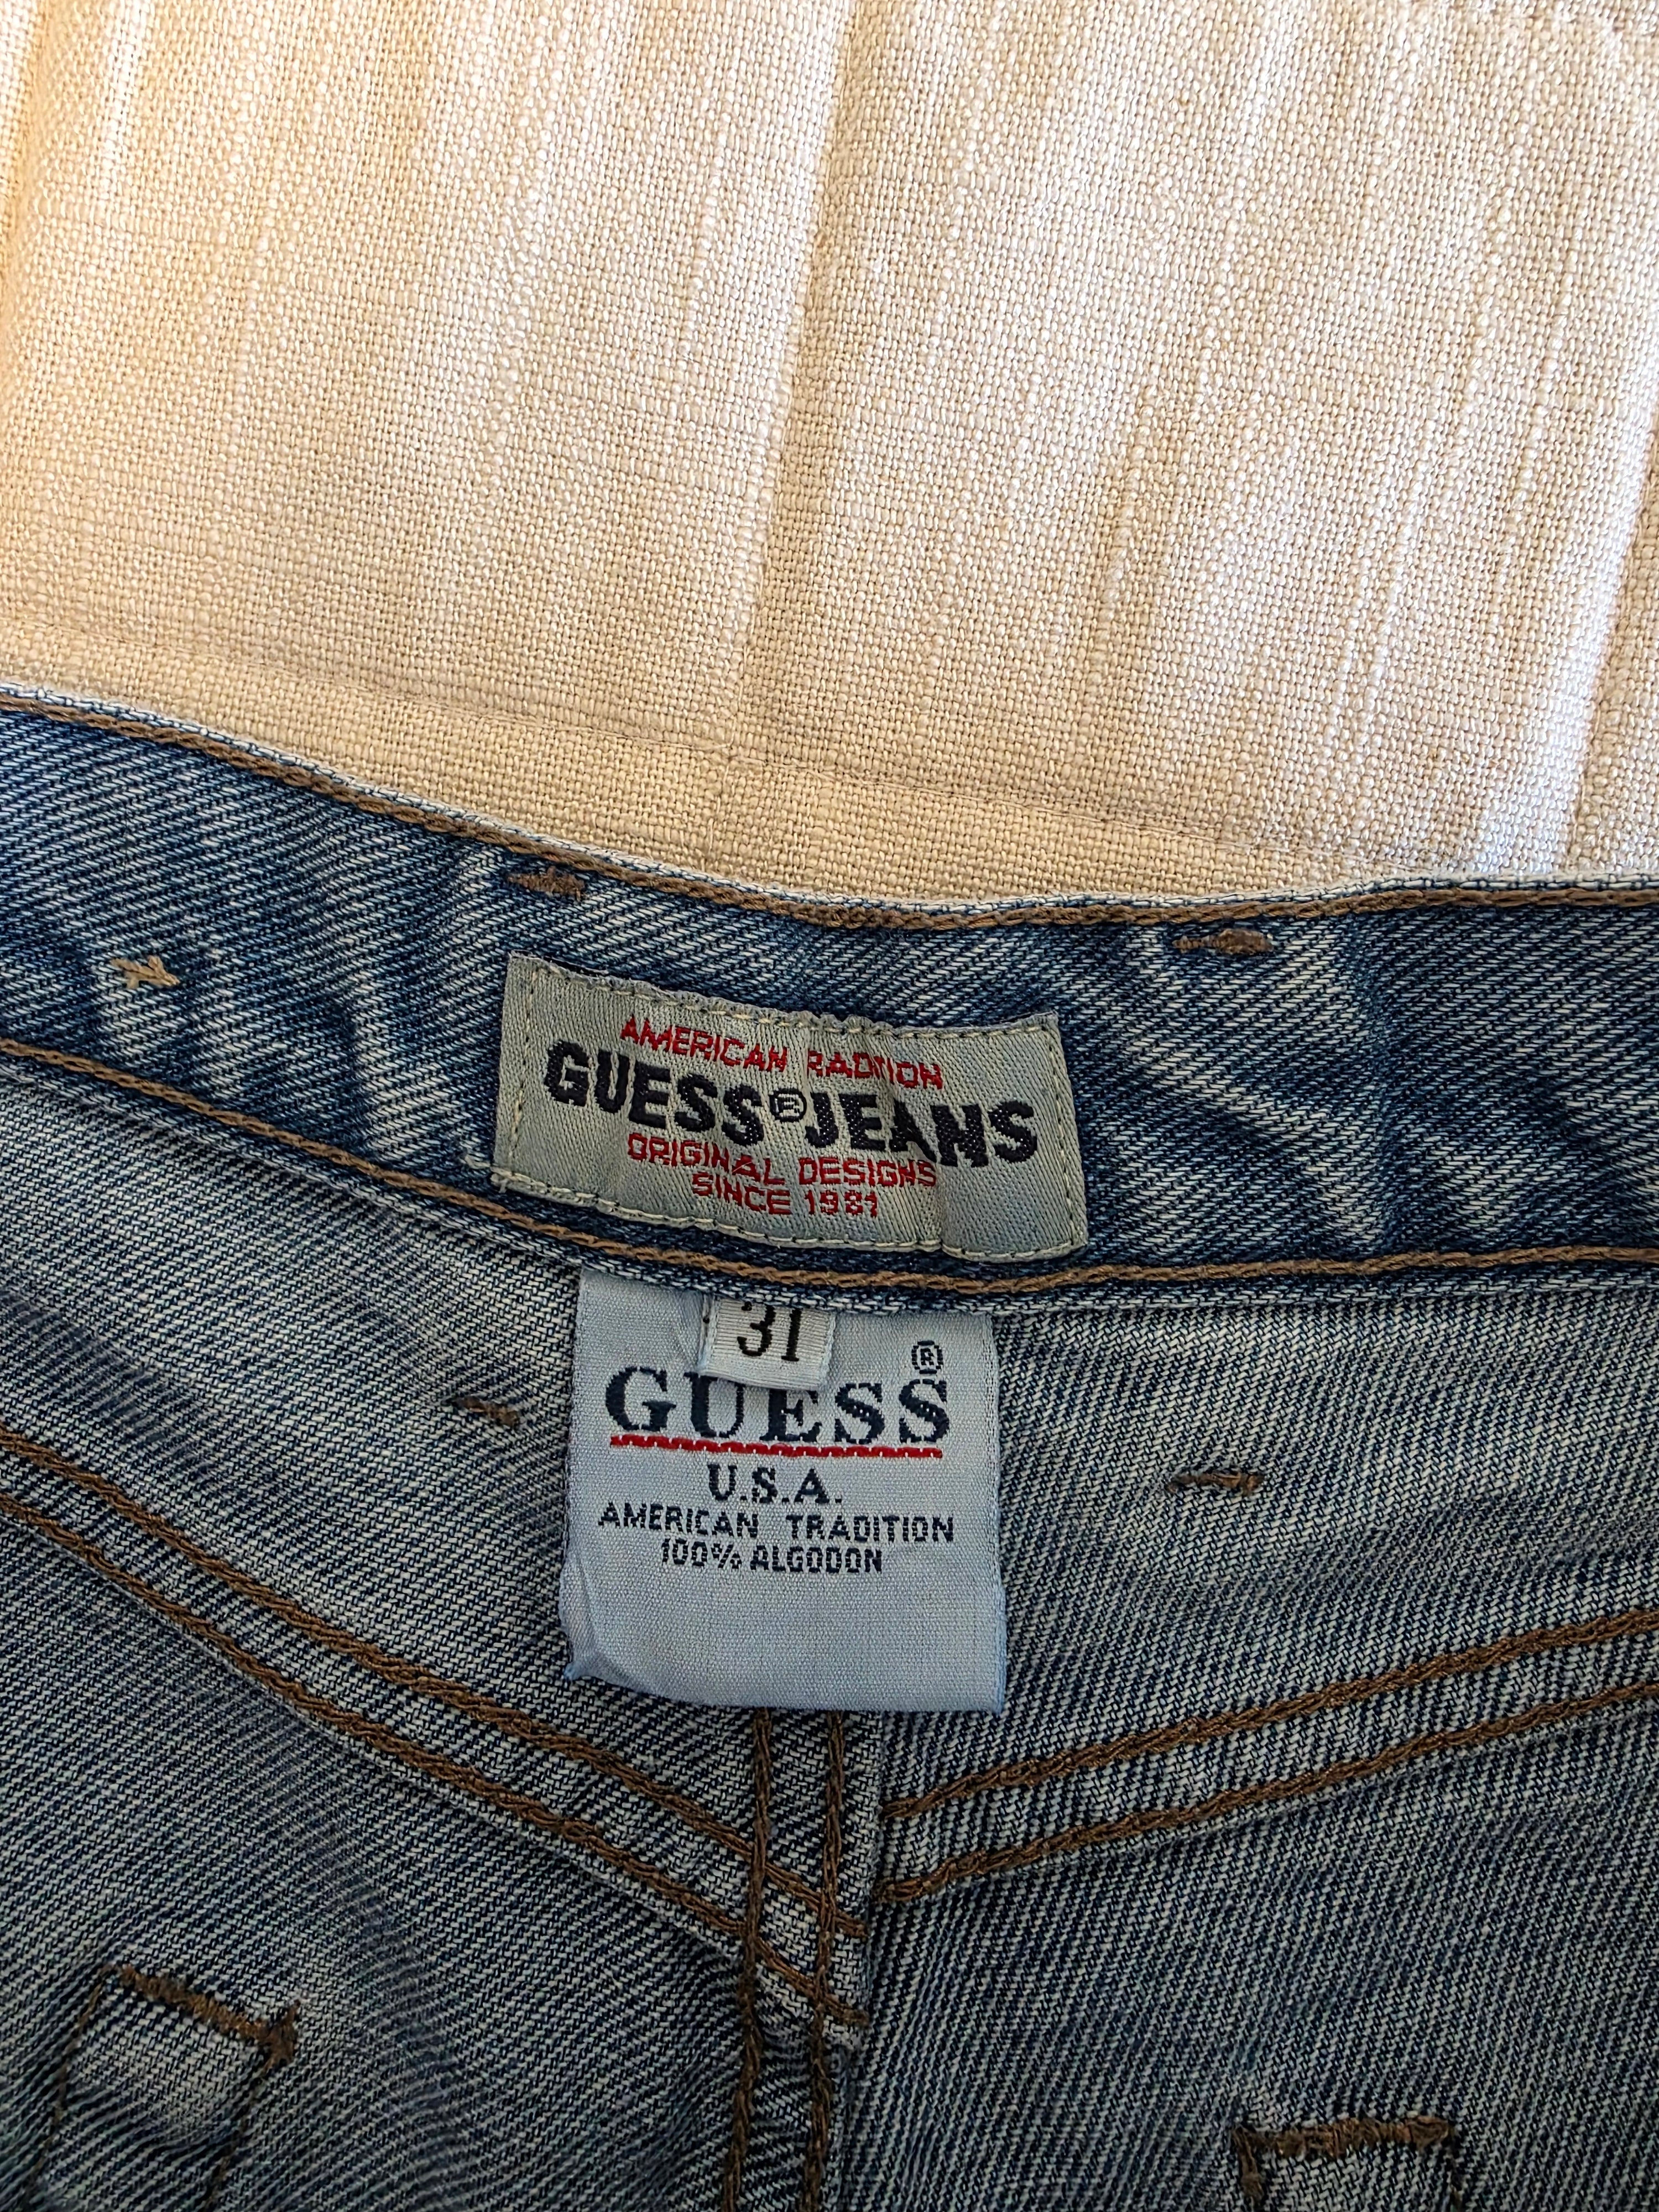 AMERICAN RADITION
GUESS®JEANS
ORIGINAL DESIGNS
SINCE 1981
31
GUESS®
U.S.A.
AMERICAN TRADITION
100% ALGODON